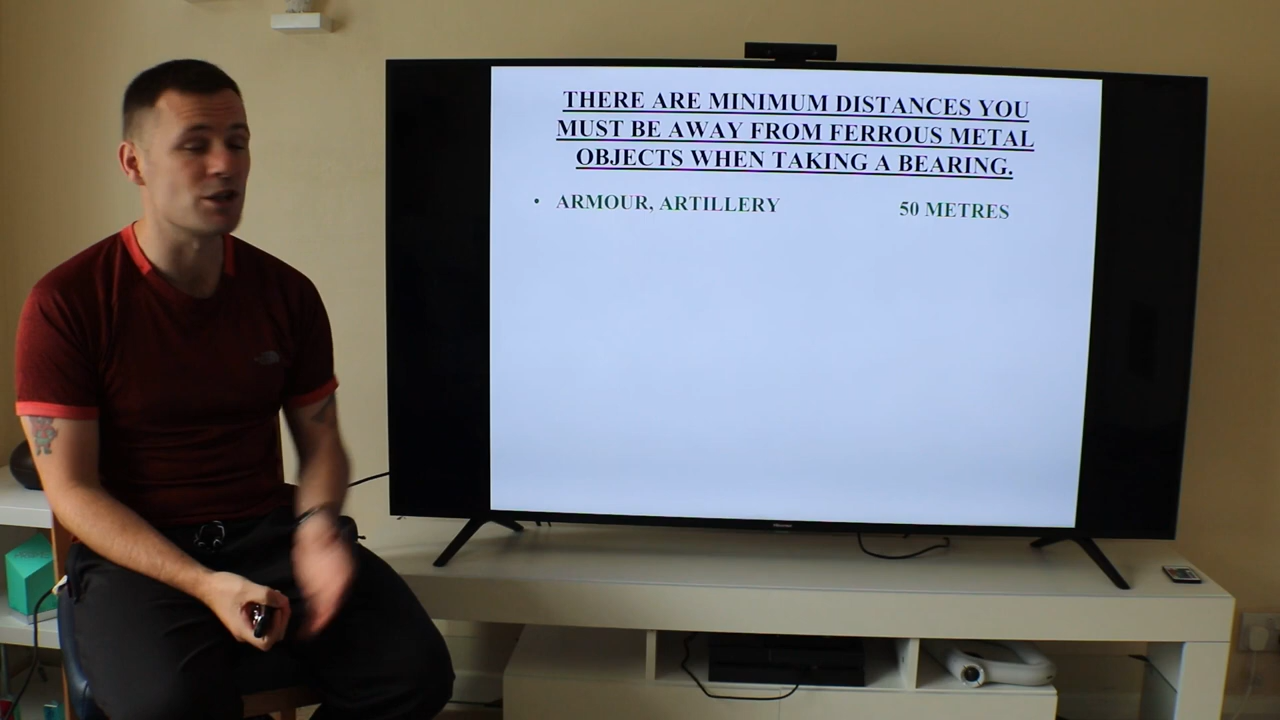 THERE ARE MINIMUM DISTANCES YOU
MUST BE AWAY FROM FERROUS METAL
OBJECTS WHEN TAKING A BEARING.
• ARMOUR, ARTILLERY 50 METRES
Hisense